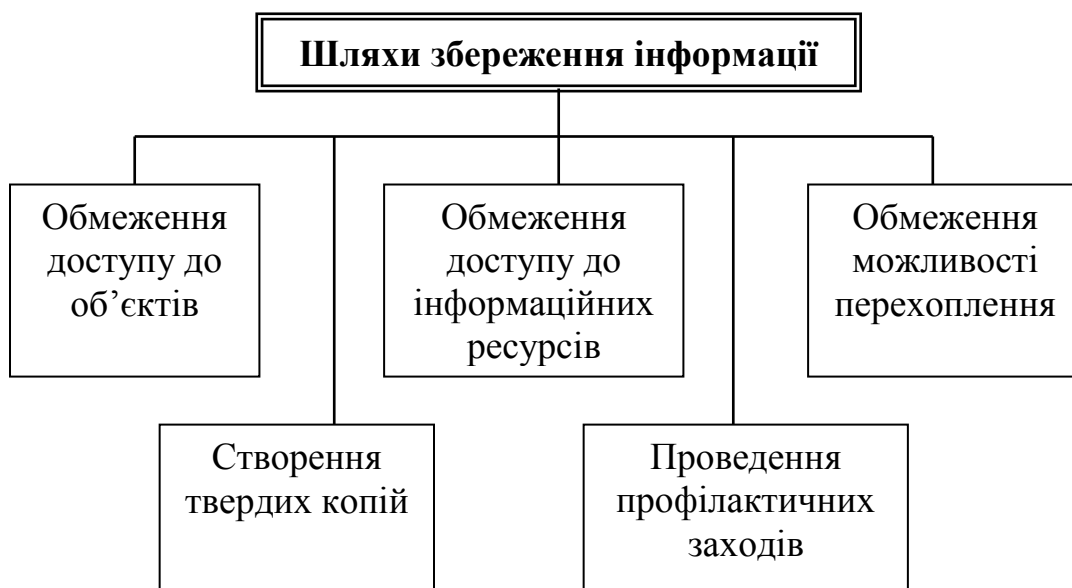 Шляхи збереження інформації
Обмеження
доступу до
об’єктів
Обмеження
доступу до
інформаційних
ресурсів
Обмеження
можливості
перехоплення
Створення
твердих копій
Проведення
профілактичних
заходів